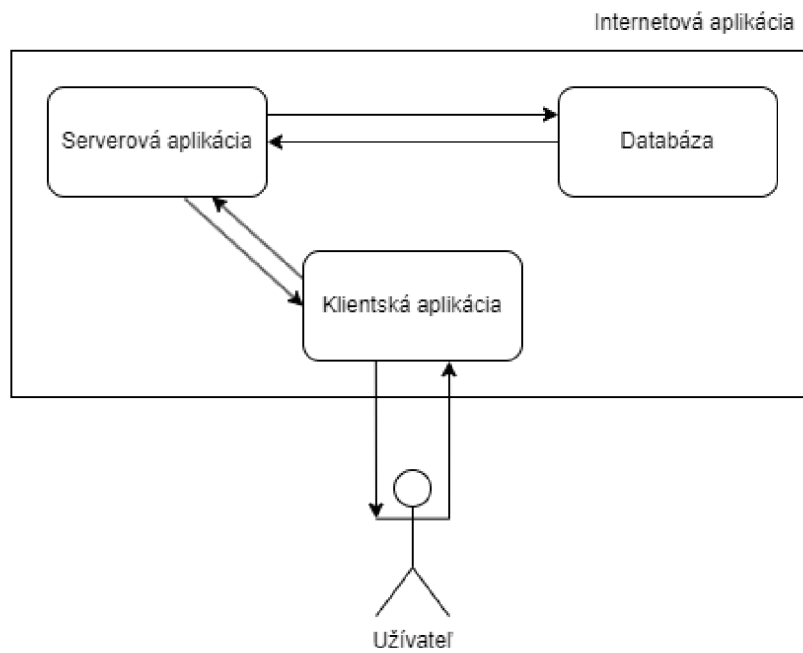 Internetová aplikácia
Serverová aplikácia
Databáza
Klientská aplikácia
Užívateľ